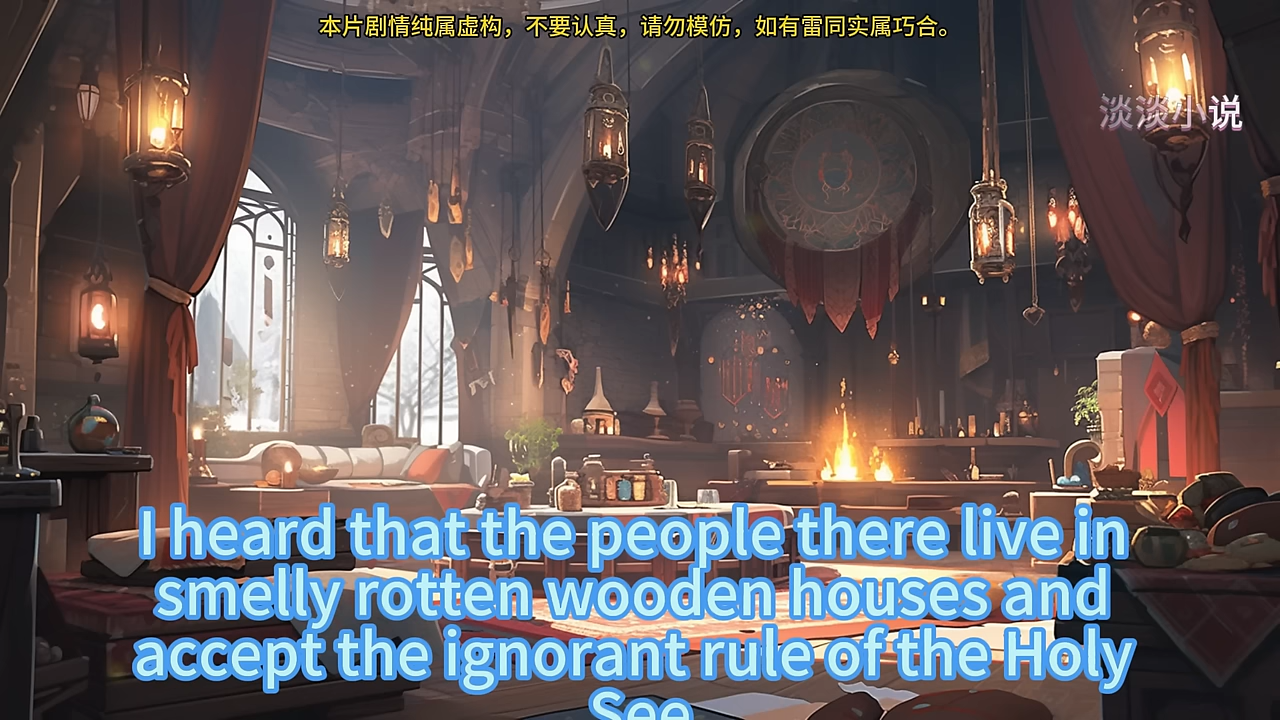 本片剧情纯属虚构，不要认真，请勿模仿，如有雷同实属巧合。
淡淡小说
I heard that the people there live in
smelly rotten wooden houses and
accept the ignorant rule of the Holy
See